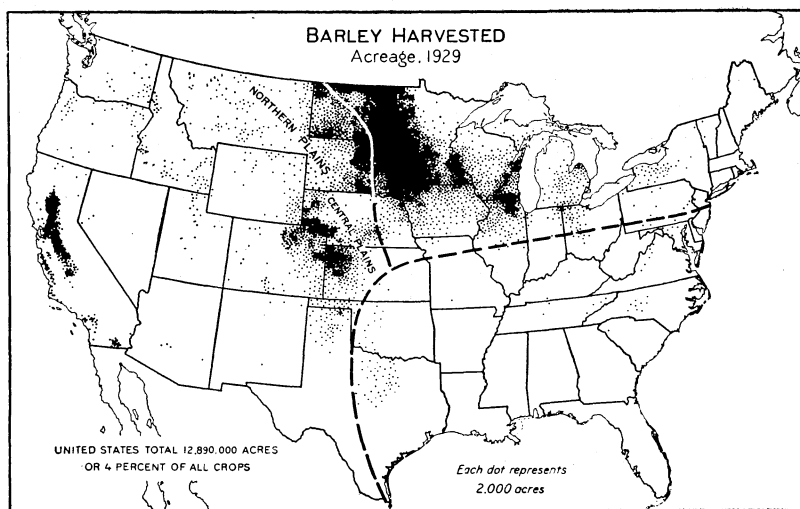 BARLEY HARVESTED
Acreage, 1929
NORTHERN PLAINS
CENTRAL PLAINS
UNITED STATES TOTAL 12,890,000 ACRES
OR 4 PERCENT OF ALL CROPS
Each dot represents
2,000 acres